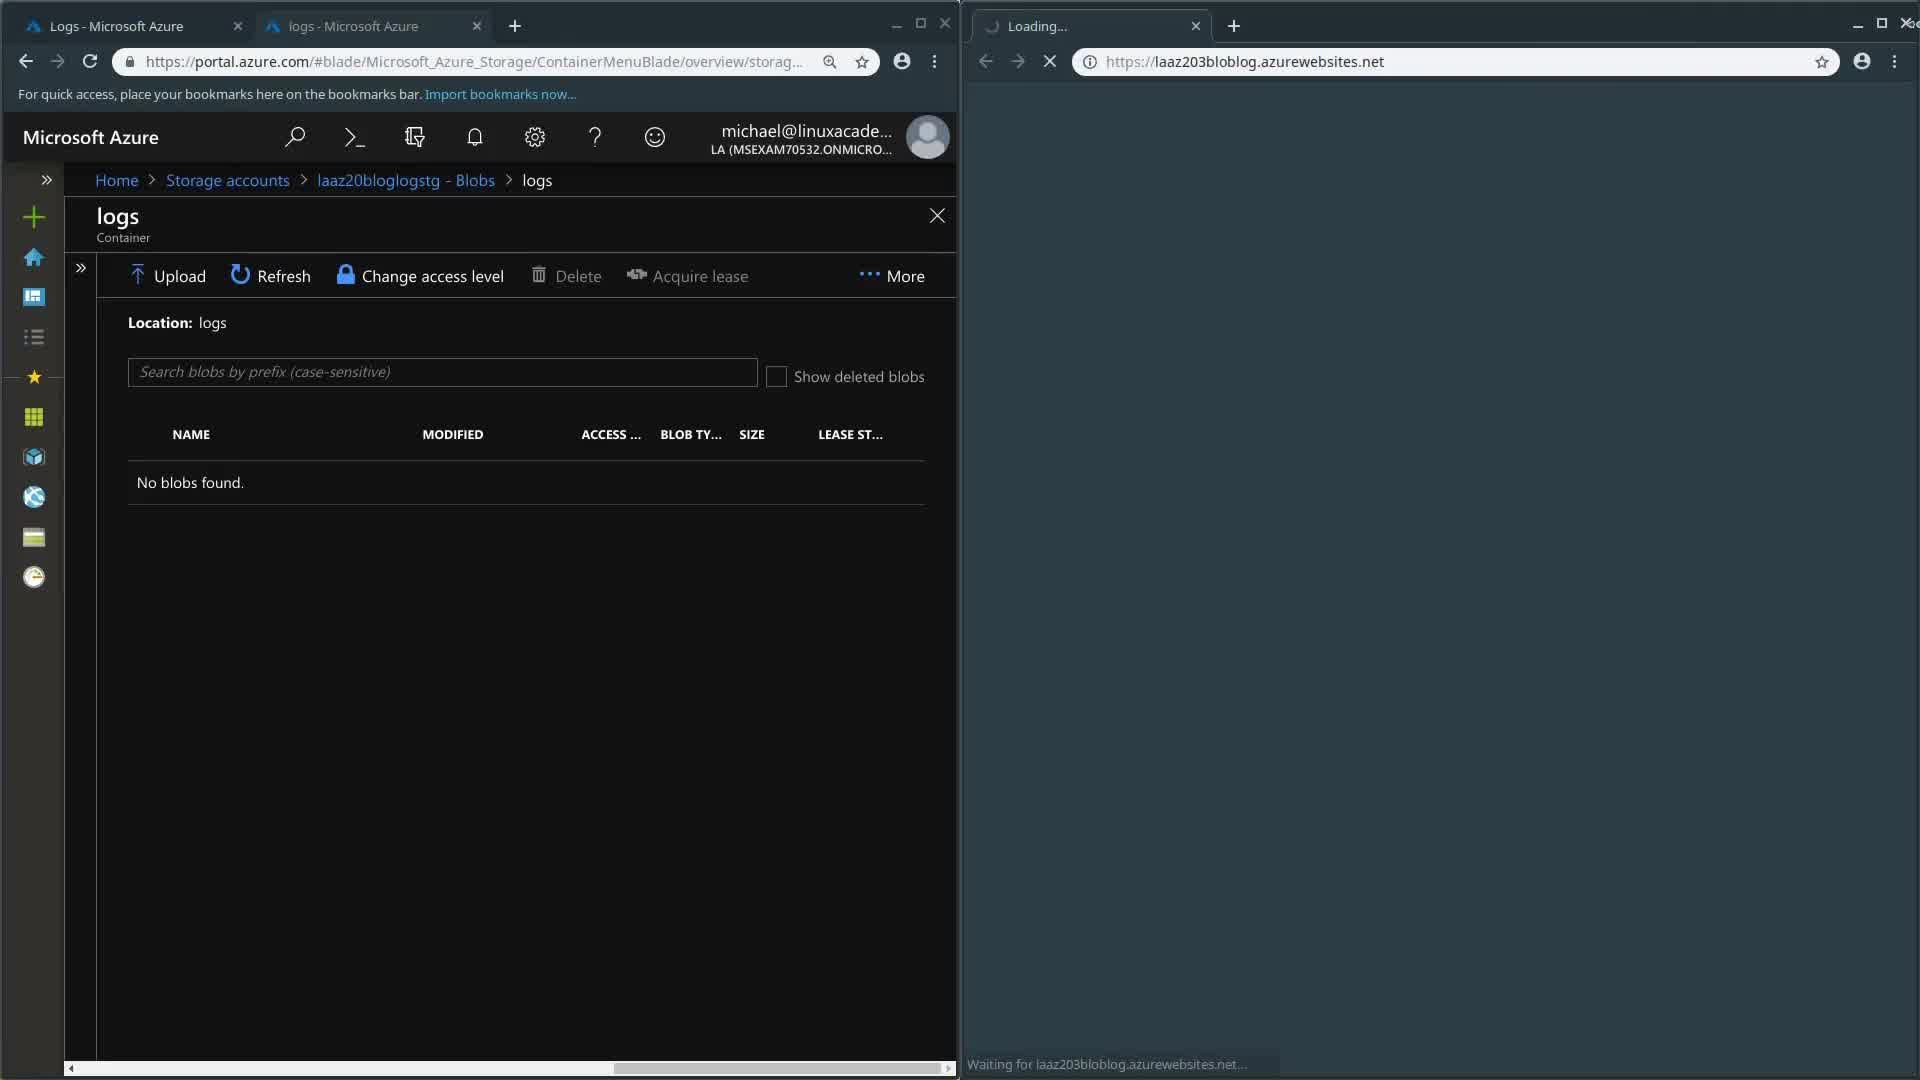 Logs - Microsoft Azure
logs - Microsoft Azure
https://portal.azure.com/#blade/Microsoft_Azure_Storage/ContainerMenuBlade/overview/storag...
For quick access, place your bookmarks here on the bookmarks bar. Import bookmarks now...
Microsoft Azure
michael@linuxacade...
LA (MSEXAM70532.ONMICRO...
Home > Storage accounts > laaz20bloglogstg - Blobs > logs
logs
Container
Upload Refresh Change access level Delete Acquire lease ... More
Location: logs
Search blobs by prefix (case-sensitive)
Show deleted blobs
NAME MODIFIED ACCESS ... BLOB TY... SIZE LEASE ST...
No blobs found.
Loading...
https://laaz203bloblog.azurewebsites.net
Waiting for laaz203bloblog.azurewebsites.net...